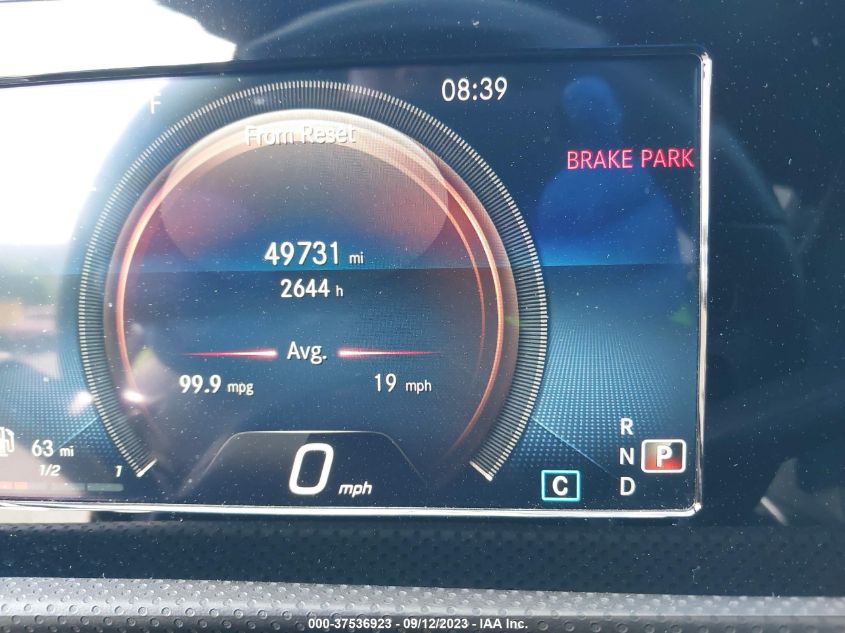 F
08:39
From Reset
BRAKE PARK
49731 mi
2644 h
Avg.
99.9 mpg
19 mph
R
63 mi
N P
1/2 1
0 mph
C
D
000-37536923 - 09/12/2023 - IAA Inc.